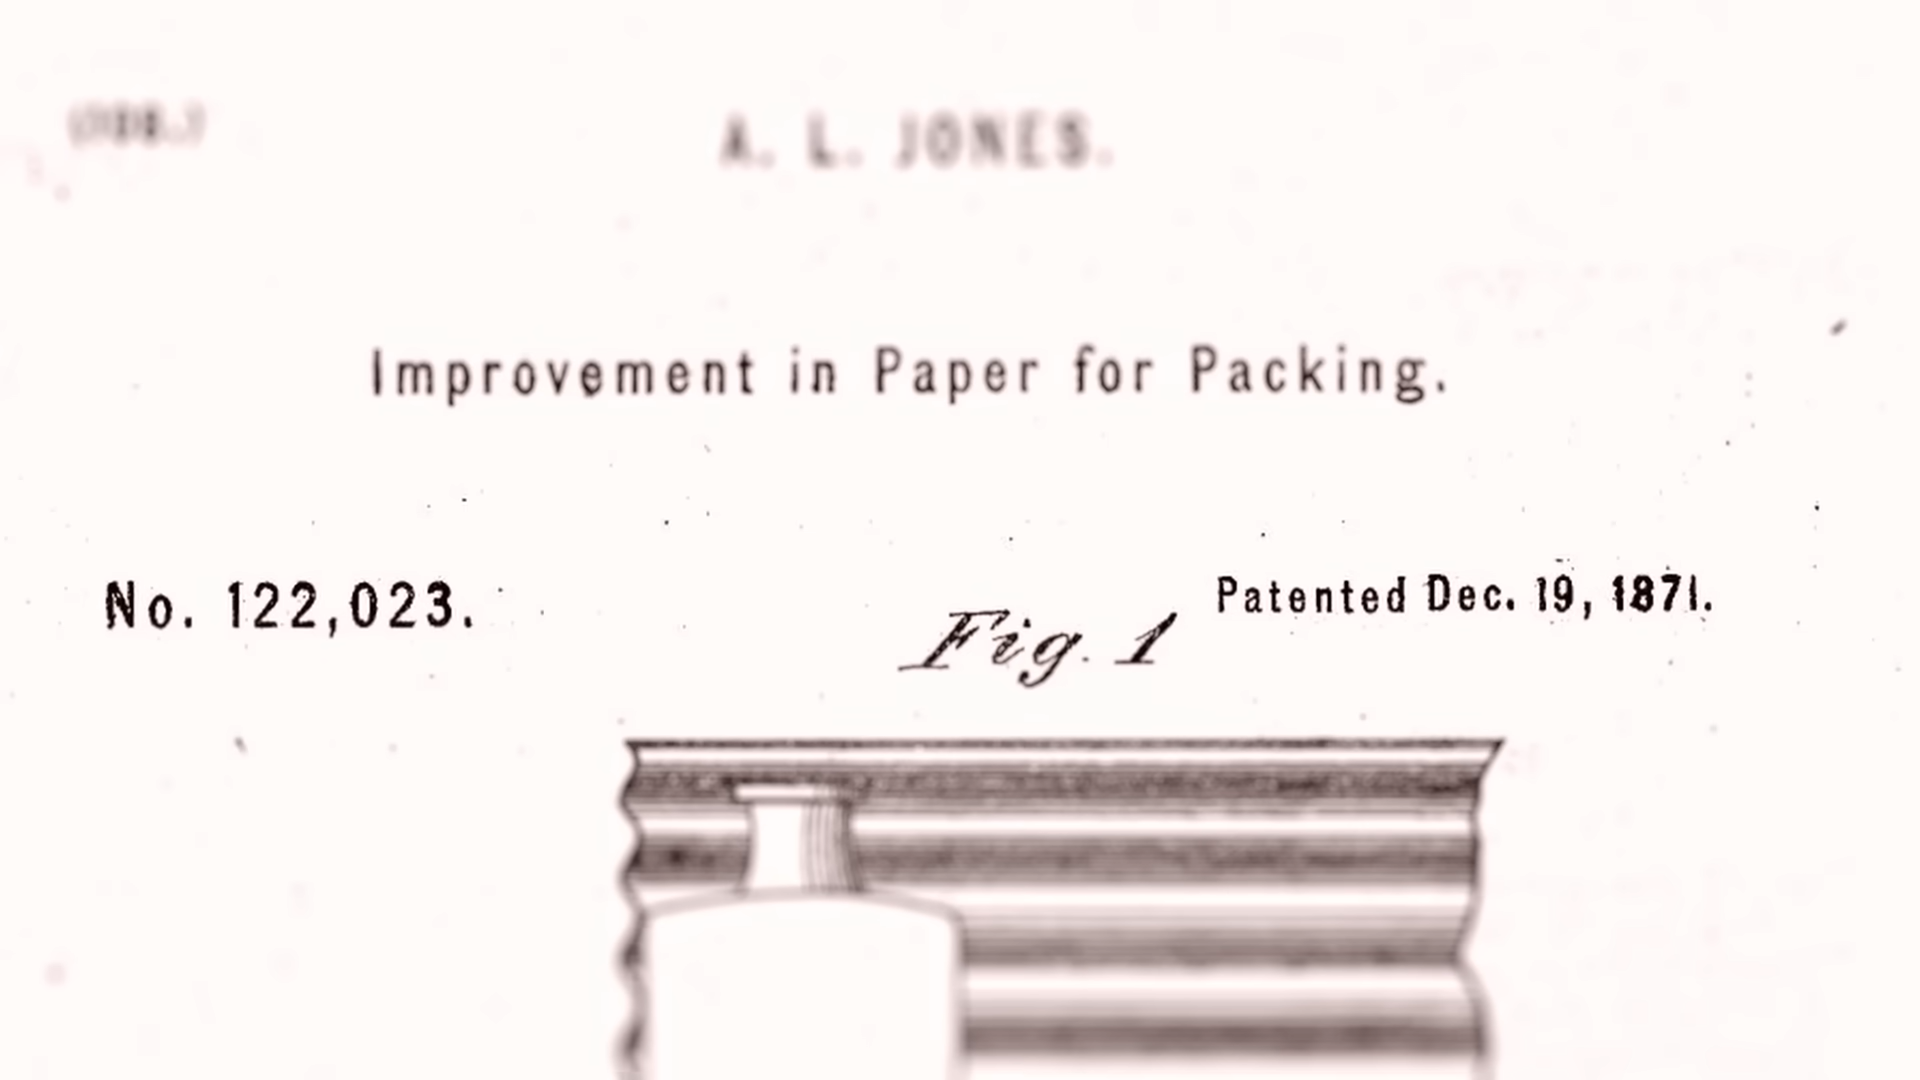 A. L. JONES.
Improvement in Paper for Packing.
No. 122,023.
Patented Dec. 19, 1871.
Fig. 1